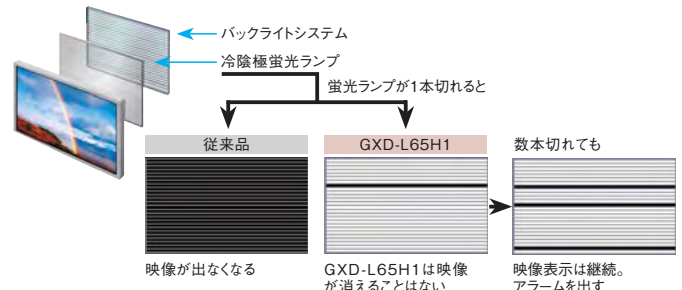 バックライトシステム
冷陰極蛍光ランプ
蛍光ランプが1本切れると
従来品
GXD-L65H1
数本切れても
映像が出なくなる
GXD-L65H1は映像
が消えることはない
映像表示は継続。
アラームを出す